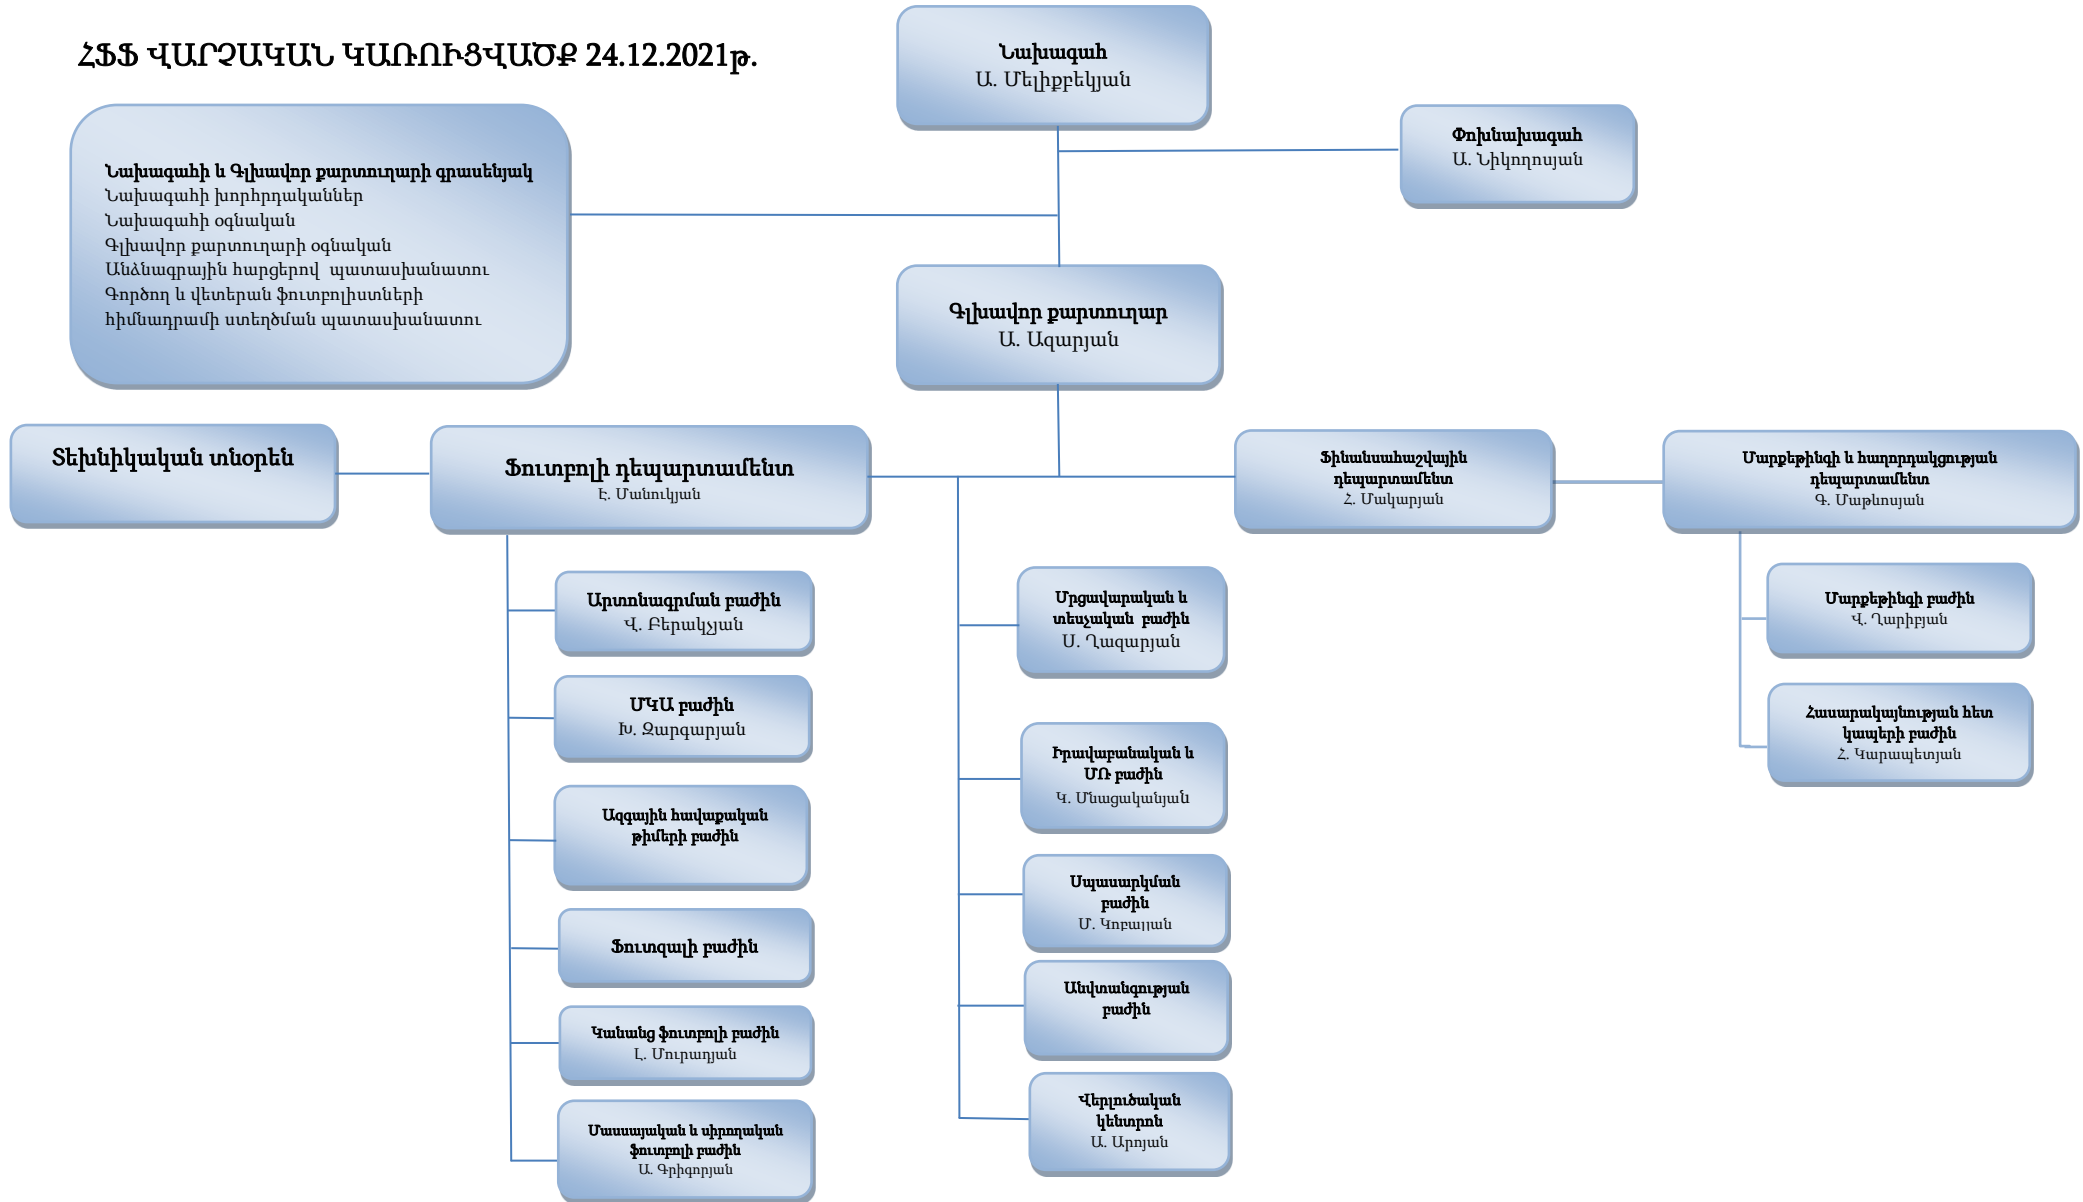 ՀՖՖ ՎԱՐՉԱԿԱՆ ԿԱՌՈՒՑՎԱԾՔ 24.12.2021թ.
Նախագահ
Ա. Մելիքբեկյան
Փոխնախագահ
Ա. Նիկողոսյան
Նախագահի և Գլխավոր քարտուղարի գրասենյակ
Նախագահի խորհրդականներ
Նախագահի օգնական
Գլխավոր քարտուղարի օգնական
Անձնագրային հարցերով պատասխանատու
Գործող և վետերան ֆուտբոլիստների
հիմնադրամի ստեղծման պատասխանատու
Գլխավոր քարտուղար
Ա. Ազարյան
Տեխնիկական տնօրեն
Ֆուտբոլի դեպարտամենտ
Է. Մանուկյան
Ֆինանսահաշվային
դեպարտամենտ
Հ. Մակարյան
Մարքեթինգի և հաղորդակցության
դեպարտամենտ
Գ. Մաթևոսյան
Արտոնագրման բաժին
Վ. Բերակչյան
ՄԿԱ բաժին
Խ. Զարգարյան
Ազգային հավաքական
թիմերի բաժին
Ֆուտզալի բաժին
Կանանց ֆուտբոլի բաժին
Լ. Մուրադյան
Մասսայական և սիրողական
ֆուտբոլի բաժին
Ա. Գրիգորյան
Մրցավարական և
տեսչական բաժին
Ս. Ղազարյան
Իրավաբանական և
ՄՌ բաժին
Կ. Մնացականյան
Սպասարկման
բաժին
Մ. Կոբալյան
Անվտանգության
բաժին
Վերլուծական
կենտրոն
Ա. Արոյան
Մարքեթինգի բաժին
Վ. Ղարիբյան
Հասարակայնության հետ
կապերի բաժին
Հ. Կարապետյան